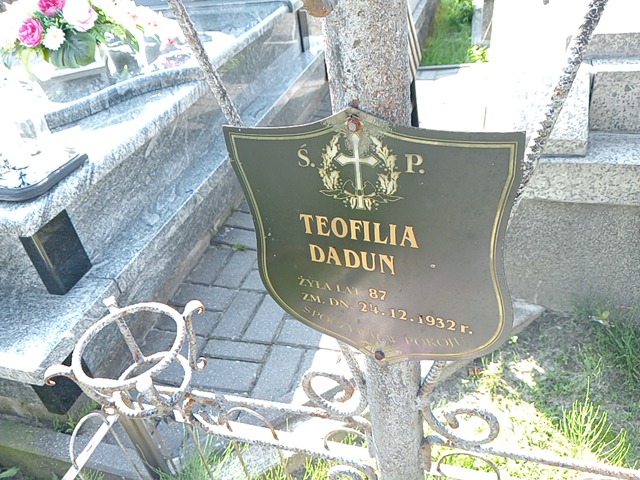 Ś. P.
TEOFILIA
DADUN
ŻYŁA LAT 87
ZM. DN. 24.12.1932 r.
SPOCZYWAJ W POKOJU